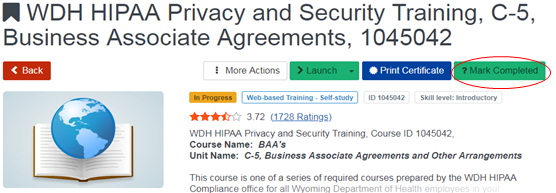 WDH HIPAA Privacy and Security Training, C-5,
Business Associate Agreements, 1045042
Back
More Actions
Launch
Print Certificate
? Mark Completed
In Progress
Web-based Training - Self-study
ID 1045042
Skill level: Introductory
3.72 (1728 Ratings)
WDH HIPAA Privacy and Security Training, Course ID 1045042,
Course Name: BAA's
Unit Name: C-5, Business Associate Agreements and Other Arrangements
This course is one of a series of required courses prepared by the WDH HIPAA
Compliance office for all Wyoming Department of Health employees in your